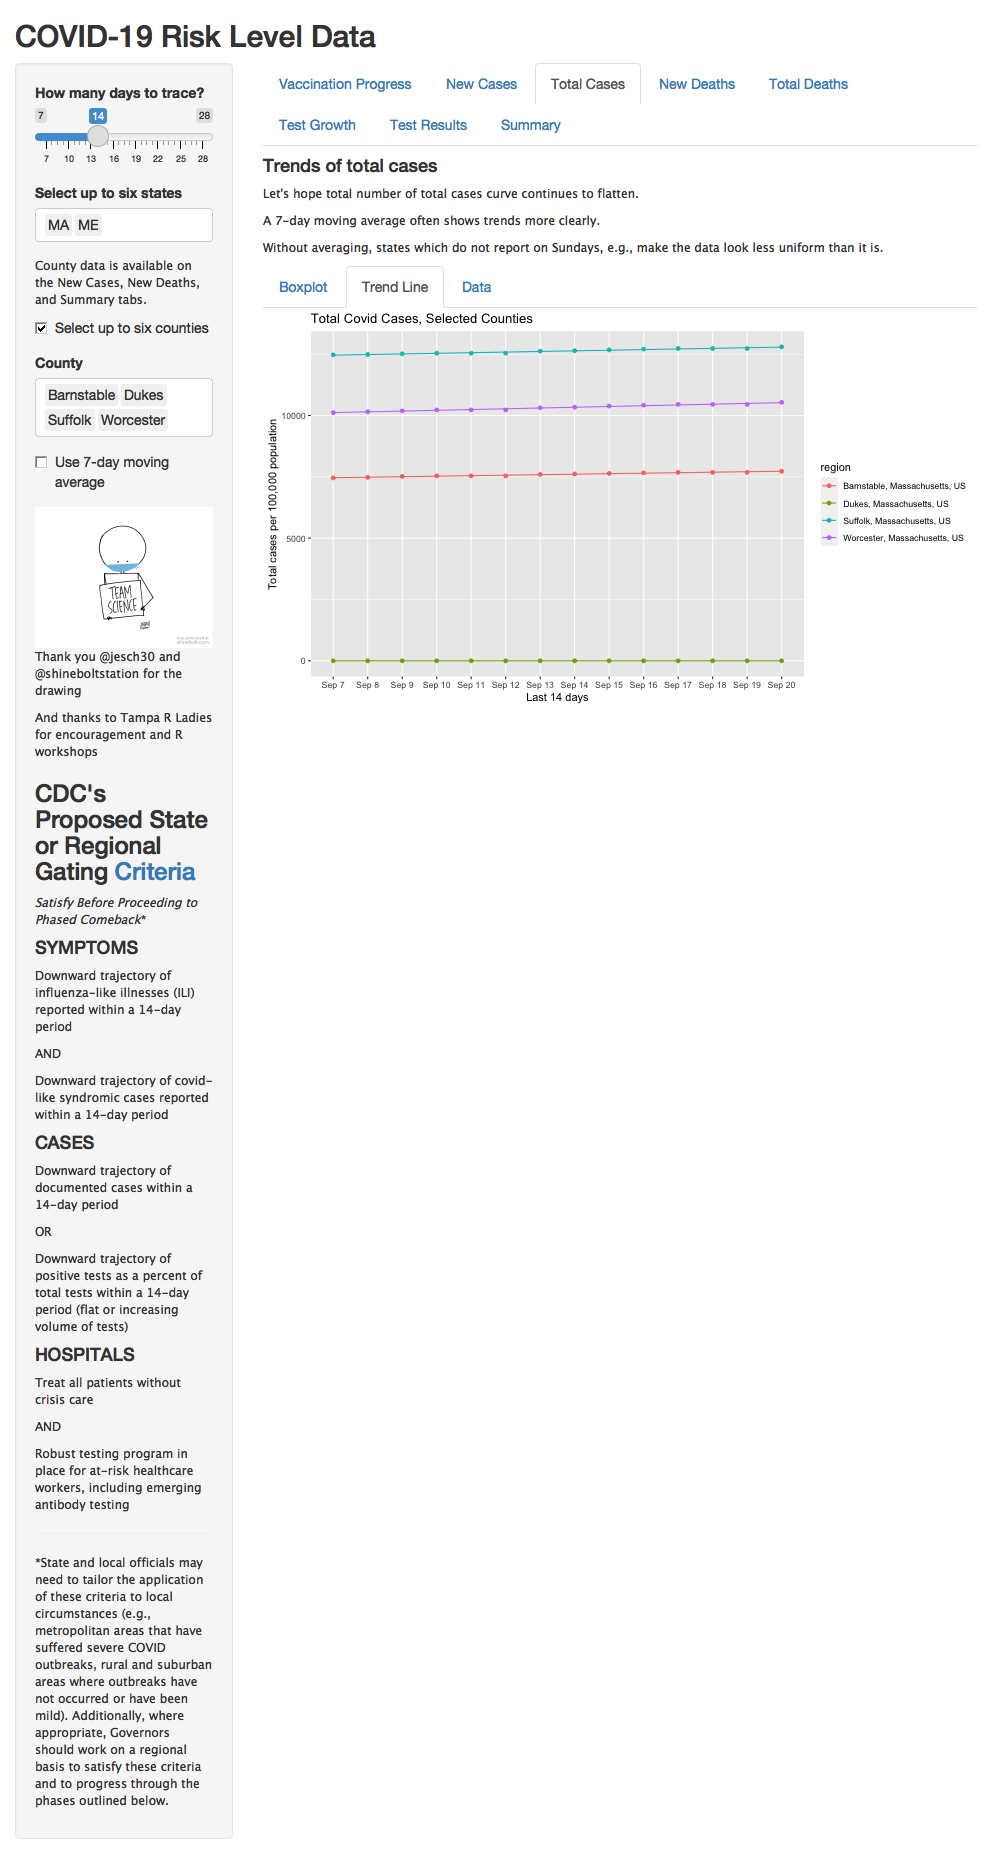 COVID-19 Risk Level Data
How many days to trace?
7 14 28
7 10 13 16 19 22 25 28
Select up to six states
MA ME
County data is available on
the New Cases, New Deaths,
and Summary tabs.
Select up to six counties
County
Barnstable Dukes
Suffolk Worcester
Use 7-day moving
average
TEAM
SCIENCE
Thank you @jesch30 and
@shineboltstation for the
drawing
And thanks to Tampa R Ladies
for encouragement and R
workshops
CDC's
Proposed State
or Regional
Gating Criteria
Satisfy Before Proceeding to
Phased Comeback*
SYMPTOMS
Downward trajectory of
influenza-like illnesses (ILI)
reported within a 14-day
period
AND
Downward trajectory of covid-
like syndromic cases reported
within a 14-day period
CASES
Downward trajectory of
documented cases within a
14-day period
OR
Downward trajectory of
positive tests as a percent of
total tests within a 14-day
period (flat or increasing
volume of tests)
HOSPITALS
Treat all patients without
crisis care
AND
Robust testing program in
place for at-risk healthcare
workers, including emerging
antibody testing
*State and local officials may
need to tailor the application
of these criteria to local
circumstances (e.g.,
metropolitan areas that have
suffered severe COVID
outbreaks, rural and suburban
areas where outbreaks have
not occurred or have been
mild). Additionally, where
appropriate, Governors
should work on a regional
basis to satisfy these criteria
and to progress through the
phases outlined below.
Vaccination Progress New Cases Total Cases New Deaths Total Deaths
Test Growth Test Results Summary
Trends of total cases
Let's hope total number of total cases curve continues to flatten.
A 7-day moving average often shows trends more clearly.
Without averaging, states which do not report on Sundays, e.g., make the data look less uniform than it is.
Boxplot Trend Line Data
Total Covid Cases, Selected Counties
Total cases per 100,000 population
10000
5000
0
Sep 7 Sep 8 Sep 9 Sep 10 Sep 11 Sep 12 Sep 13 Sep 14 Sep 15 Sep 16 Sep 17 Sep 18 Sep 19 Sep 20
Last 14 days
region
Barnstable, Massachusetts, US
Dukes, Massachusetts, US
Suffolk, Massachusetts, US
Worcester, Massachusetts, US